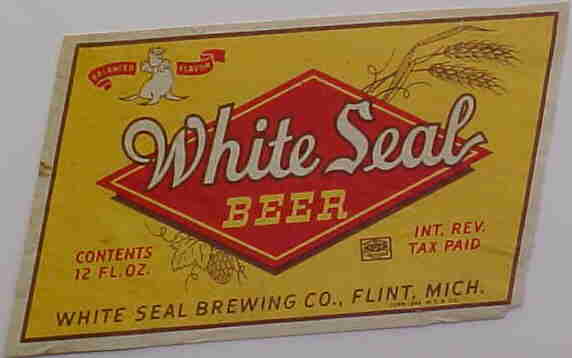 BALANCED FLAVOR
White Seal
BEER
CONTENTS
12 FL. OZ.
INT. REV.
TAX PAID
WHITE SEAL BREWING CO., FLINT, MICH.